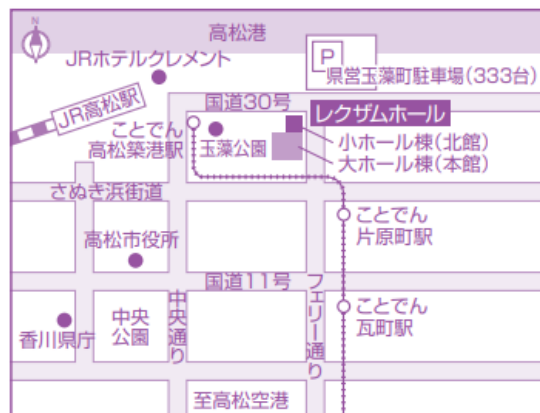 N
高松港
JRホテルクレメント
P
県営玉藻町駐車場(333台)
JR高松駅
国道30号
レクザムホール
ことでん
高松築港駅
玉藻公園
小ホール棟(北館)
大ホール棟(本館)
さぬき浜街道
ことでん
片原町駅
高松市役所
国道11号
フェリー通り
中央通り
中央
公園
香川県庁
ことでん
瓦町駅
至高松空港